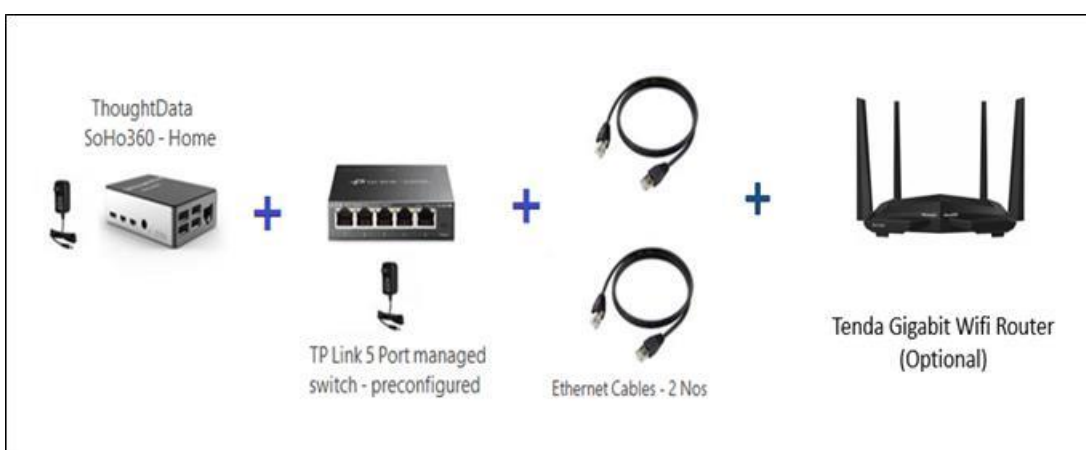 ThoughtData
SoHo360 - Home
TP Link 5 Port managed
switch - preconfigured
Ethernet Cables - 2 Nos
Tenda Gigabit Wifi Router
(Optional)